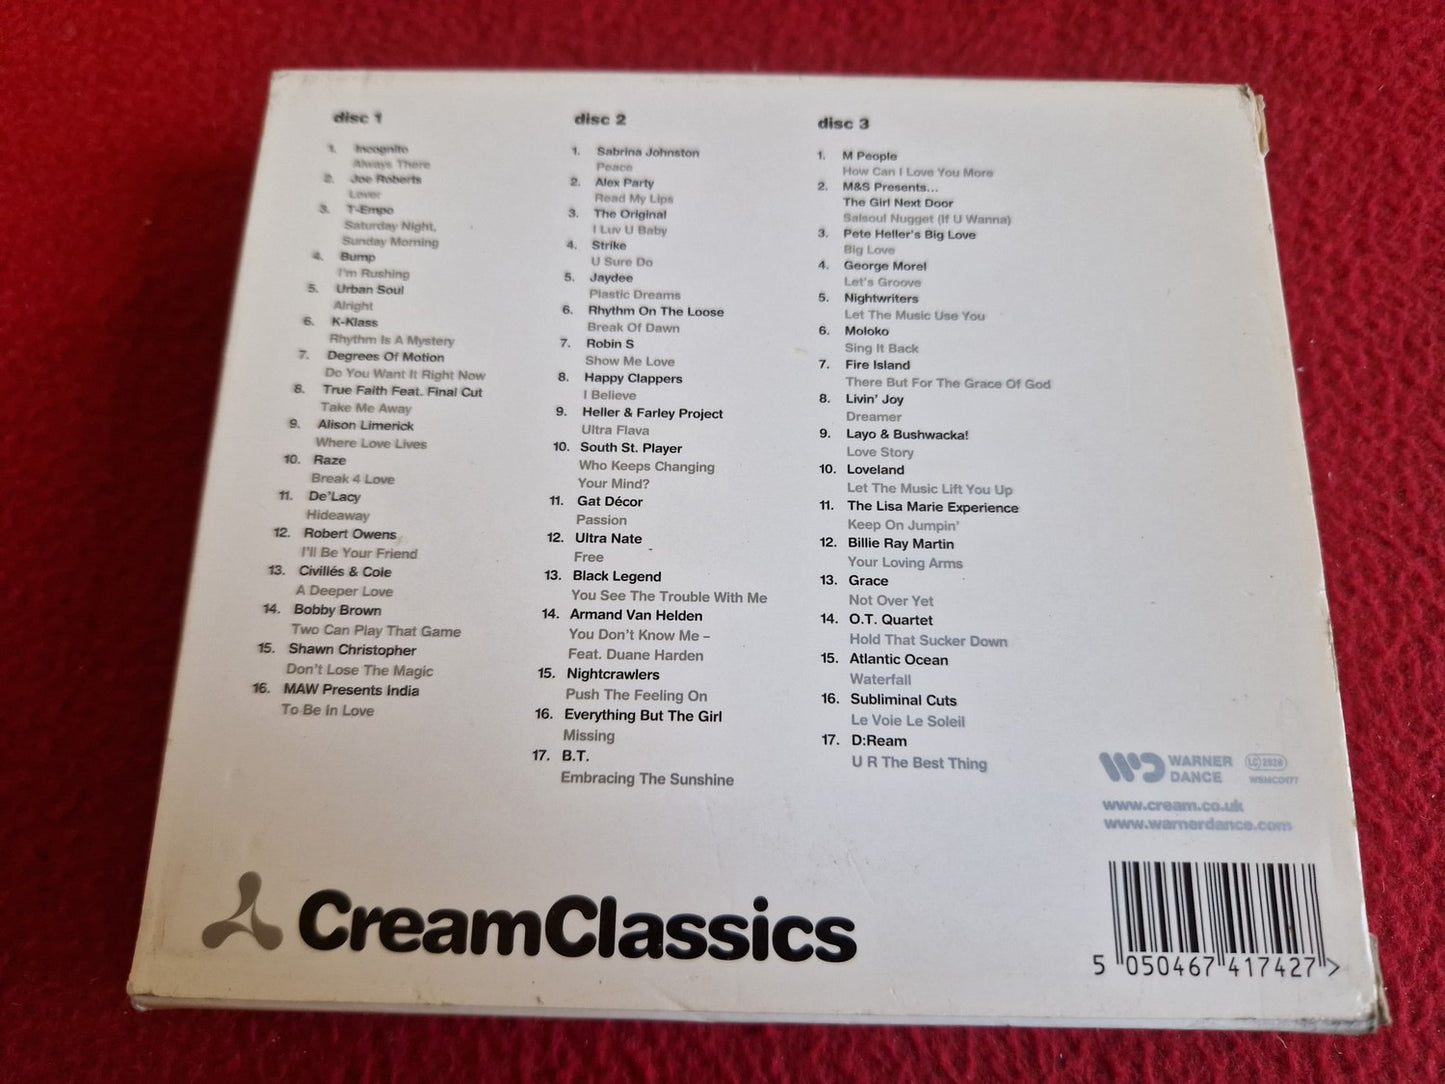 disc 1
1. Incognito
Always There
2. Joe Roberts
Lover
3. T-Empo
Saturday Night,
Sunday Morning
4. Bump
I'm Rushing
5. Urban Soul
Alright
6. K-Klass
Rhythm Is A Mystery
7. Degrees Of Motion
Do You Want It Right Now
8. True Faith Feat. Final Cut
Take Me Away
9. Alison Limerick
Where Love Lives
10. Raze
Break 4 Love
11. De'Lacy
Hideaway
12. Robert Owens
I'll Be Your Friend
13. Civillés & Cole
A Deeper Love
14. Bobby Brown
Two Can Play That Game
15. Shawn Christopher
Don't Lose The Magic
16. MAW Presents India
To Be In Love
disc 2
1. Sabrina Johnston
Peace
2. Alex Party
Read My Lips
3. The Original
I Luv U Baby
4. Strike
U Sure Do
5. Jaydee
Plastic Dreams
6. Rhythm On The Loose
Break Of Dawn
7. Robin S
Show Me Love
8. Happy Clappers
I Believe
9. Heller & Farley Project
Ultra Flava
10. South St. Player
Who Keeps Changing
Your Mind?
11. Gat Décor
Passion
12. Ultra Nate
Free
13. Black Legend
You See The Trouble With Me
14. Armand Van Helden
You Don't Know Me –
Feat. Duane Harden
15. Nightcrawlers
Push The Feeling On
16. Everything But The Girl
Missing
17. B.T.
Embracing The Sunshine
disc 3
1. M People
How Can I Love You More
2. M&S Presents...
The Girl Next Door
Salsoul Nugget (If U Wanna)
3. Pete Heller's Big Love
Big Love
4. George Morel
Let's Groove
5. Nightwriters
Let The Music Use You
6. Moloko
Sing It Back
7. Fire Island
There But For The Grace Of God
8. Livin' Joy
Dreamer
9. Layo & Bushwacka!
Love Story
10. Loveland
Let The Music Lift You Up
11. The Lisa Marie Experience
Keep On Jumpin'
12. Billie Ray Martin
Your Loving Arms
13. Grace
Not Over Yet
14. O.T. Quartet
Hold That Sucker Down
15. Atlantic Ocean
Waterfall
16. Subliminal Cuts
Le Voie Le Soleil
17. D:Ream
U R The Best Thing
WARNER
DANCE
LC 2828
WSMCD177
www.cream.co.uk
www.warnerdance.com
CreamClassics
5 050467 417427 >